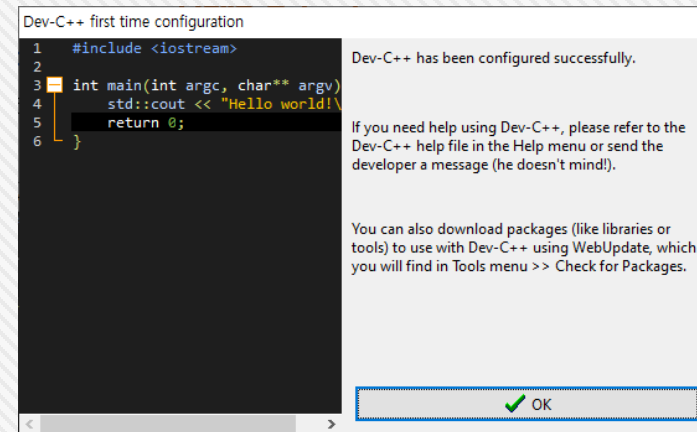 Dev-C++ first time configuration
1 #include <iostream>
2
3 int main(int argc, char** argv)
4 std::cout << "Hello world!\
5 return 0;
6 }
Dev-C++ has been configured successfully.
If you need help using Dev-C++, please refer to the
Dev-C++ help file in the Help menu or send the
developer a message (he doesn't mind!).
You can also download packages (like libraries or
tools) to use with Dev-C++ using WebUpdate, which
you will find in Tools menu >> Check for Packages.
OK